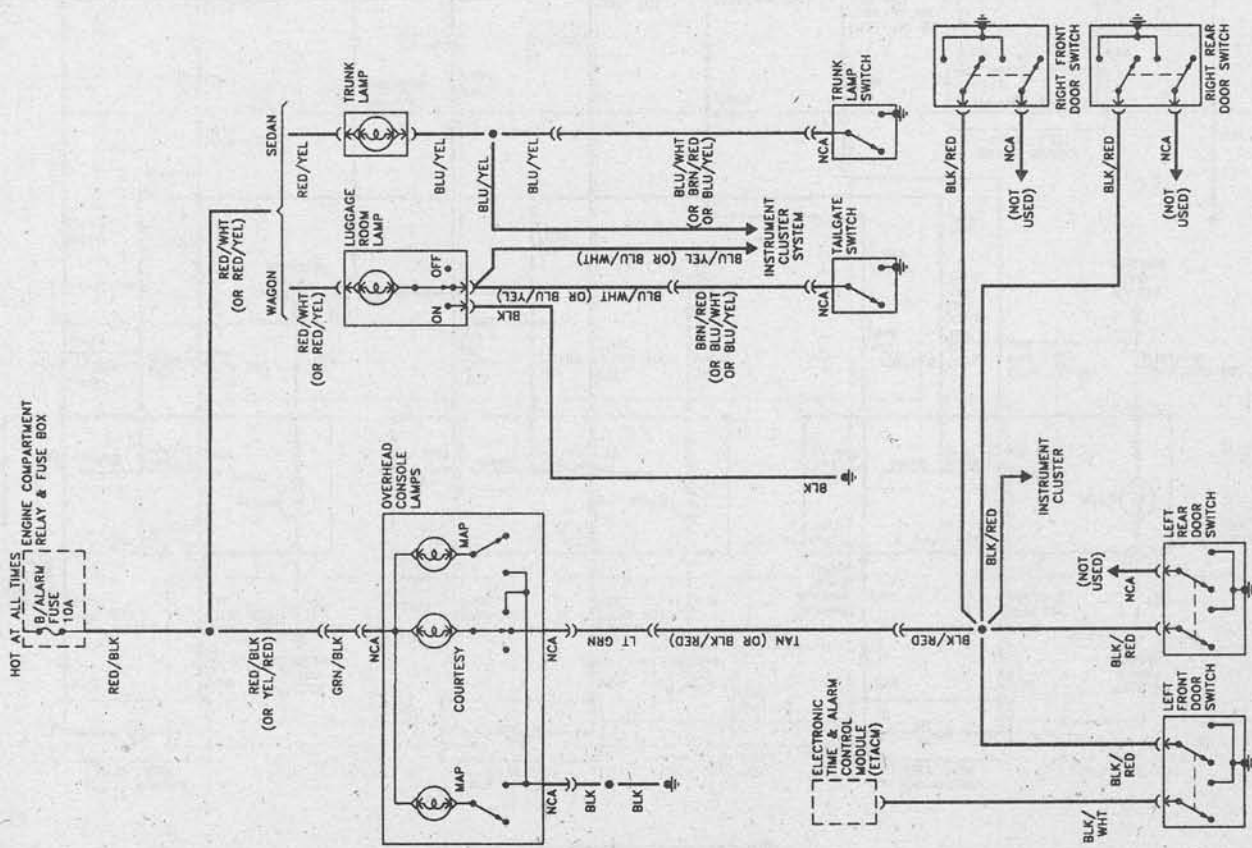 HOT AT ALL TIMES
B/ALARM
FUSE
10A
ENGINE COMPARTMENT
RELAY & FUSE BOX
RED/BLK
RED/WHT
(OR RED/YEL)
WAGON
SEDAN
RED/WHT
(OR RED/YEL)
RED/YEL
LUGGAGE
ROOM
LAMP
TRUNK
LAMP
ON
OFF
BLK
BLU/YEL
BLU/YEL
BLU/YEL
BLU/YEL (OR BLU/WHT)
BLU/WHT (OR BLU/YEL)
INSTRUMENT
CLUSTER
SYSTEM
BRN/RED
(OR BLU/WHT
OR BLU/YEL)
BLU/WHT
(OR BRN/RED
OR BLU/YEL)
NCA
TAILGATE
SWITCH
NCA
TRUNK
LAMP
SWITCH
RED/BLK
(OR YEL/RED)
GRN/BLK
NCA
OVERHEAD
CONSOLE
LAMPS
MAP
COURTESY
MAP
NCA
BLK
BLK
NCA
LT GRN
TAN (OR BLK/RED)
BLK/RED
BLK
BLK/RED
INSTRUMENT
CLUSTER
BLK/RED
NCA
(NOT
USED)
RIGHT FRONT
DOOR SWITCH
BLK/RED
NCA
(NOT
USED)
RIGHT REAR
DOOR SWITCH
ELECTRONIC
TIME & ALARM
CONTROL
MODULE
(ETACM)
BLK/
WHT
BLK/
RED
LEFT
FRONT
DOOR
SWITCH
BLK/
RED
NCA
(NOT
USED)
LEFT
REAR
DOOR
SWITCH